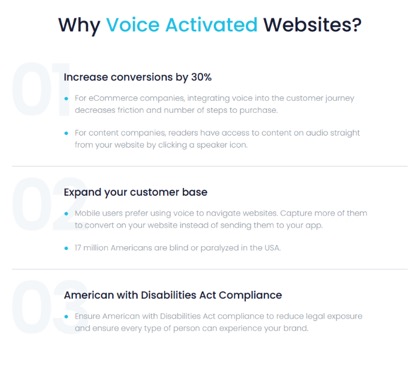 Why Voice Activated Websites?
01
Increase conversions by 30%
For eCommerce companies, integrating voice into the customer journey
decreases friction and number of steps to purchase.
For content companies, readers have access to content on audio straight
from your website by clicking a speaker icon.
02
Expand your customer base
Mobile users prefer using voice to navigate websites. Capture more of them
to convert on your website instead of sending them to your app.
17 million Americans are blind or paralyzed in the USA.
03
American with Disabilities Act Compliance
Ensure American with Disabilities Act compliance to reduce legal exposure
and ensure every type of person can experience your brand.